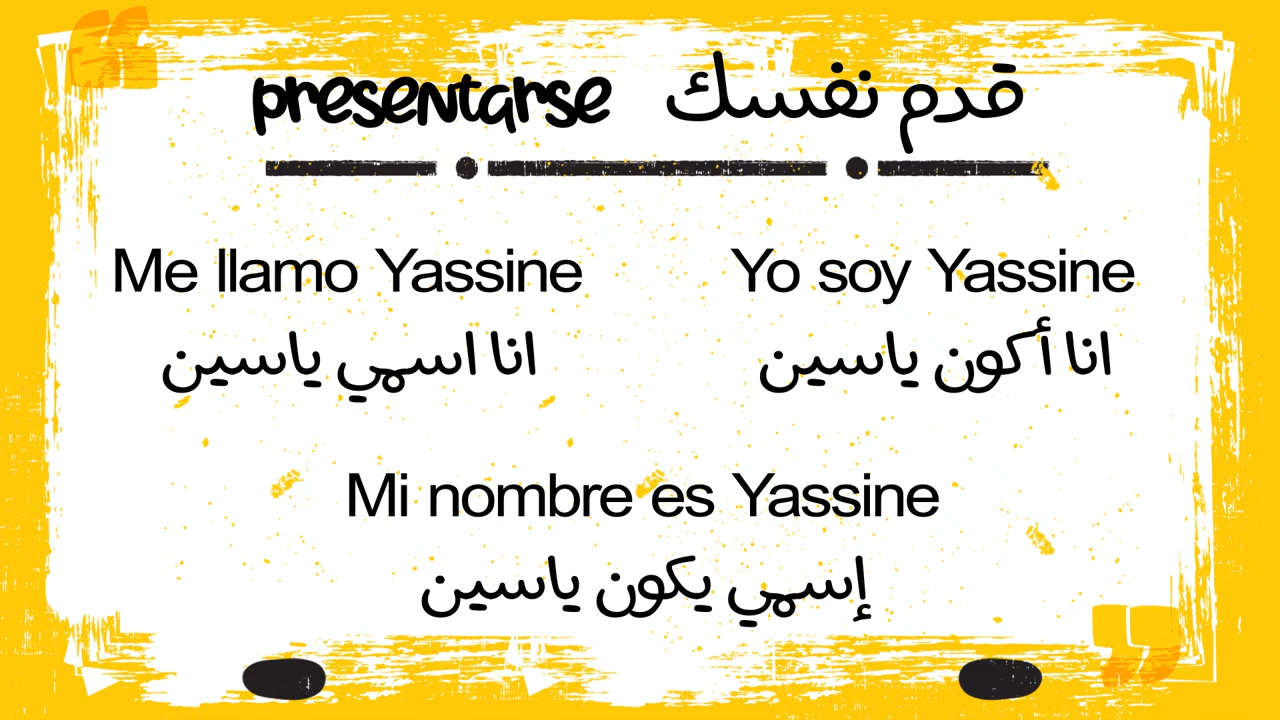 presentarse قدم نفسك
Me llamo Yassine
انا اسمي ياسين
Yo soy Yassine
انا أكون ياسين
Mi nombre es Yassine
إسمي يكون ياسين